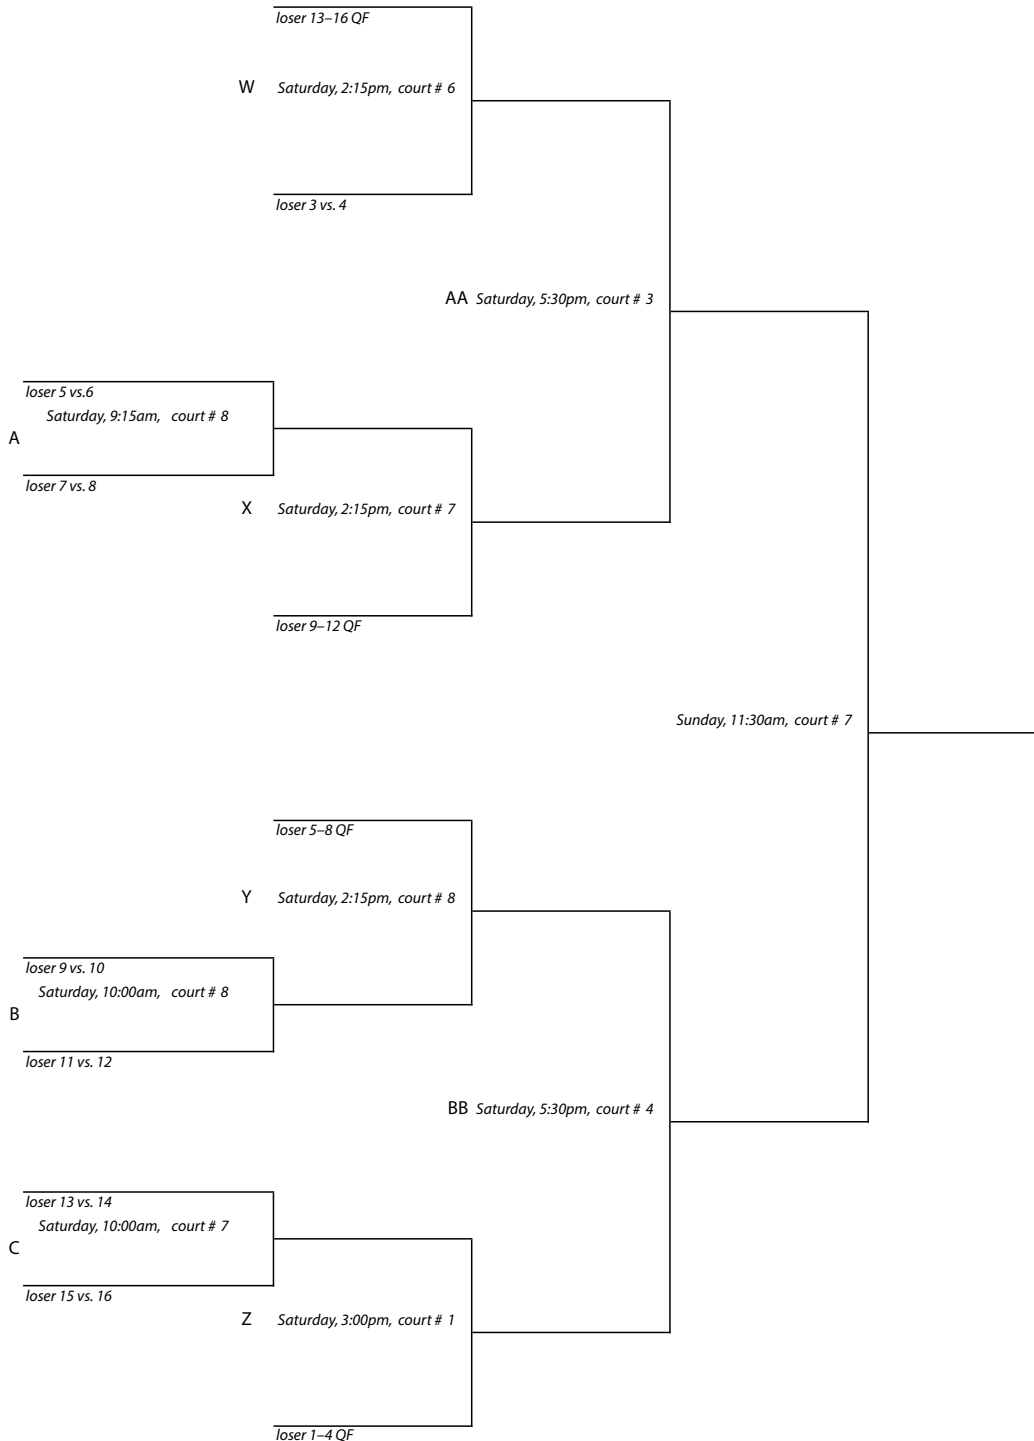 loser 13–16 QF
W Saturday, 2:15pm, court # 6
loser 3 vs. 4
AA Saturday, 5:30pm, court # 3
loser 5 vs.6
Saturday, 9:15am, court # 8
A
loser 7 vs. 8
X Saturday, 2:15pm, court # 7
loser 9–12 QF
Sunday, 11:30am, court # 7
loser 5–8 QF
Y Saturday, 2:15pm, court # 8
loser 9 vs. 10
Saturday, 10:00am, court # 8
B
loser 11 vs. 12
BB Saturday, 5:30pm, court # 4
loser 13 vs. 14
Saturday, 10:00am, court # 7
C
loser 15 vs. 16
Z Saturday, 3:00pm, court # 1
loser 1–4 QF